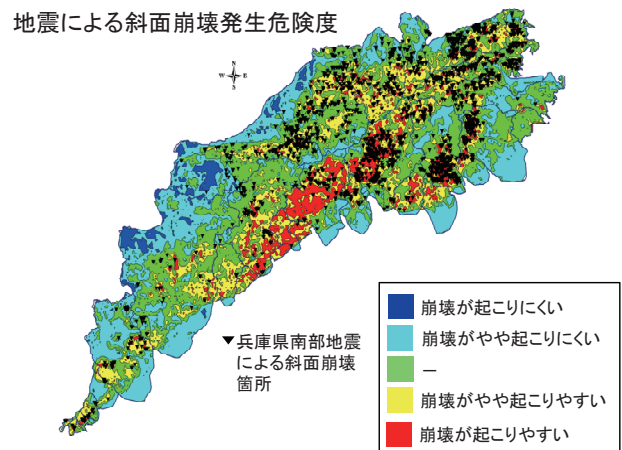 地震による斜面崩壊発生危険度
N
W E
S
▼兵庫県南部地震
による斜面崩壊
箇所
崩壊が起こりにくい
崩壊がやや起こりにくい
－
崩壊がやや起こりやすい
崩壊が起こりやすい